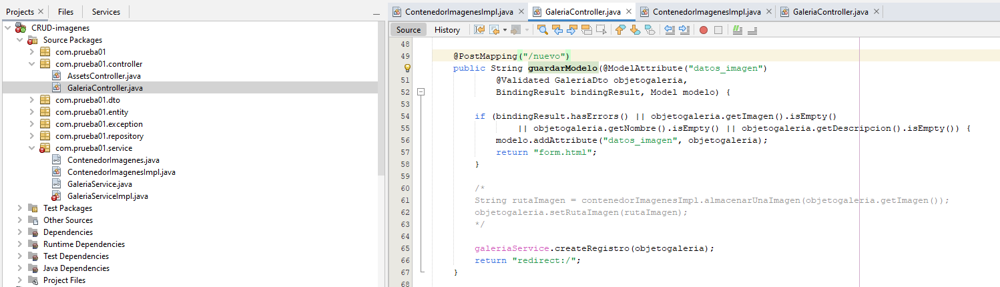 Projects
Files
Services
CRUD-imagenes
Source Packages
com.prueba01
com.prueba01.controller
AssetsController.java
GaleriaController.java
com.prueba01.dto
com.prueba01.entity
com.prueba01.exception
com.prueba01.repository
com.prueba01.service
ContenedorImagenes.java
ContenedorImagenesImpl.java
GaleriaService.java
GaleriaServiceImpl.java
Test Packages
Other Sources
Dependencies
Runtime Dependencies
Test Dependencies
Java Dependencies
Project Files
ContenedorImagenesImpl.java
GaleriaController.java
ContenedorImagenesImpl.java
GaleriaController.java
Source
History
48
49 @PostMapping("/nuevo")
public String guardarModelo(@ModelAttribute("datos_imagen")
51 @Validated GaleriaDto objetogaleria,
52 BindingResult bindingResult, Model modelo) {
53
54 if (bindingResult.hasErrors() || objetogaleria.getImagen().isEmpty()
55 || objetogaleria.getNombre().isEmpty() || objetogaleria.getDescripcion().isEmpty()) {
56 modelo.addAttribute("datos_imagen", objetogaleria);
57 return "form.html";
58 }
59
60 /*
61 String rutaImagen = contenedorImagenesImpl.almacenarUnaImagen(objetogaleria.getImagen());
62 objetogaleria.setRutaImagen(rutaImagen);
63 */
64
65 galeriaService.createRegistro(objetogaleria);
66 return "redirect:/";
67 }
68